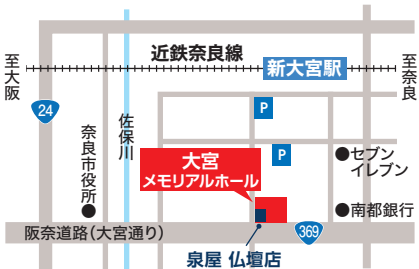 近鉄奈良線
新大宮駅
至大阪
至奈良
24
佐保川
P
P
奈良市役所
大宮
メモリアルホール
セブン
イレブン
南都銀行
阪奈道路(大宮通り)
369
泉屋 仏壇店